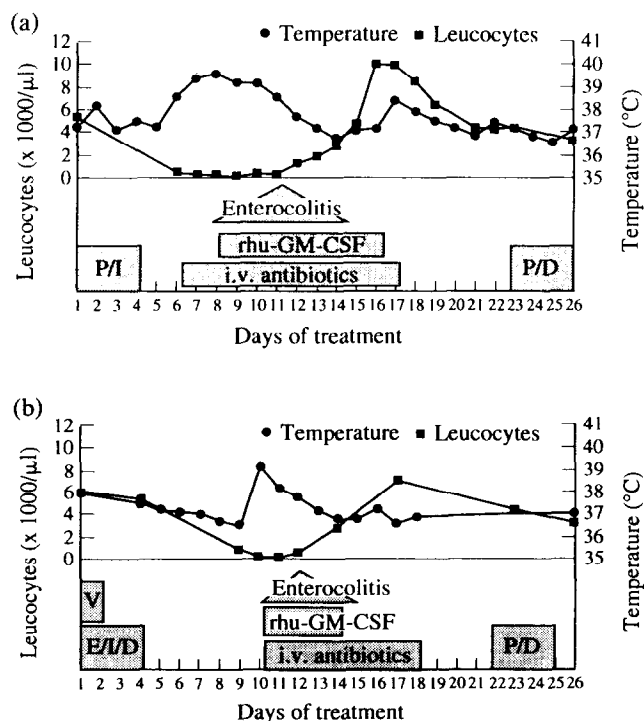 (a)
● Temperature ■ Leucocytes
Leucocytes (x 1000/µl)
12
10
8
6
4
2
0
41
40
39
38
37
36
35
Temperature (°C)
Enterocolitis
rhu-GM-CSF
i.v. antibiotics
P/I
P/D
1 2 3 4 5 6 7 8 9 10 11 12 13 14 15 16 17 18 19 20 21 22 23 24 25 26
Days of treatment
(b)
● Temperature ■ Leucocytes
Leucocytes (x 1000/µl)
12
10
8
6
4
2
0
41
40
39
38
37
36
35
Temperature (°C)
Enterocolitis
V
rhu-GM-CSF
E/I/D
i.v. antibiotics
P/D
1 2 3 4 5 6 7 8 9 10 11 12 13 14 15 16 17 18 19 20 21 22 23 24 25 26
Days of treatment